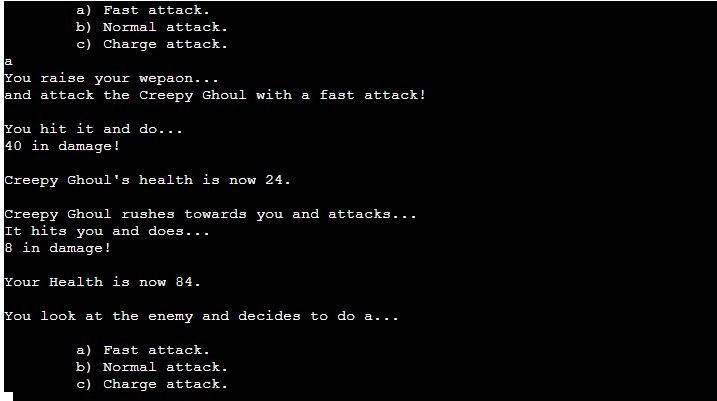 a) Fast attack.
b) Normal attack.
c) Charge attack.
a
You raise your wepaon...
and attack the Creepy Ghoul with a fast attack!
You hit it and do...
40 in damage!
Creepy Ghoul's health is now 24.
Creepy Ghoul rushes towards you and attacks...
It hits you and does...
8 in damage!
Your Health is now 84.
You look at the enemy and decides to do a...
a) Fast attack.
b) Normal attack.
c) Charge attack.